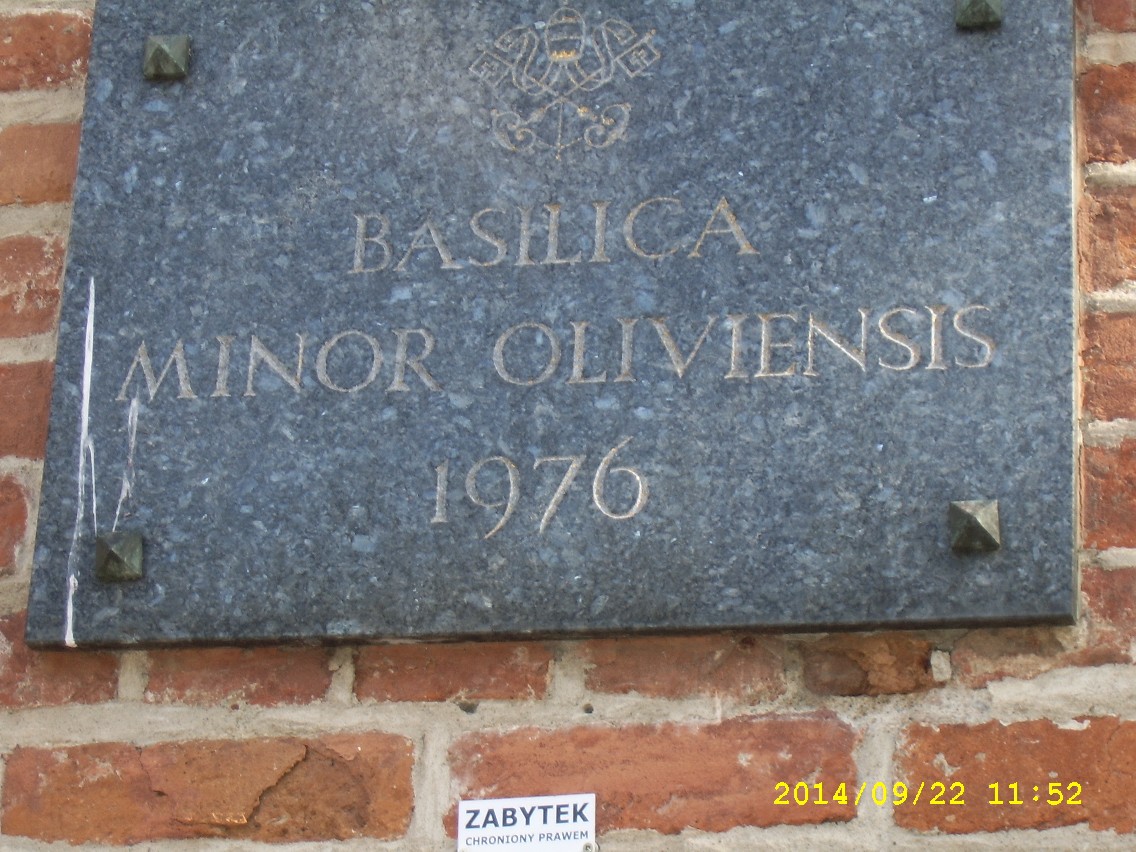 BASILICA
MINOR OLIVIENSIS
1976
ZABYTEK
CHRONIONY PRAWEM
2014/09/22 11:52